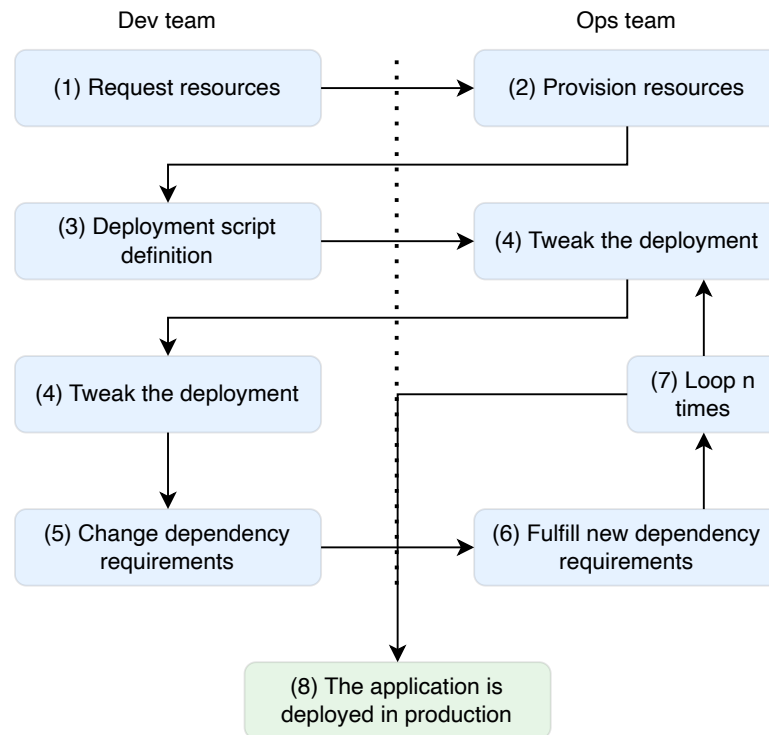 Dev team
Ops team
(1) Request resources
(2) Provision resources
(3) Deployment script
definition
(4) Tweak the deployment
(4) Tweak the deployment
(7) Loop n
times
(5) Change dependency
requirements
(6) Fulfill new dependency
requirements
(8) The application is
deployed in production